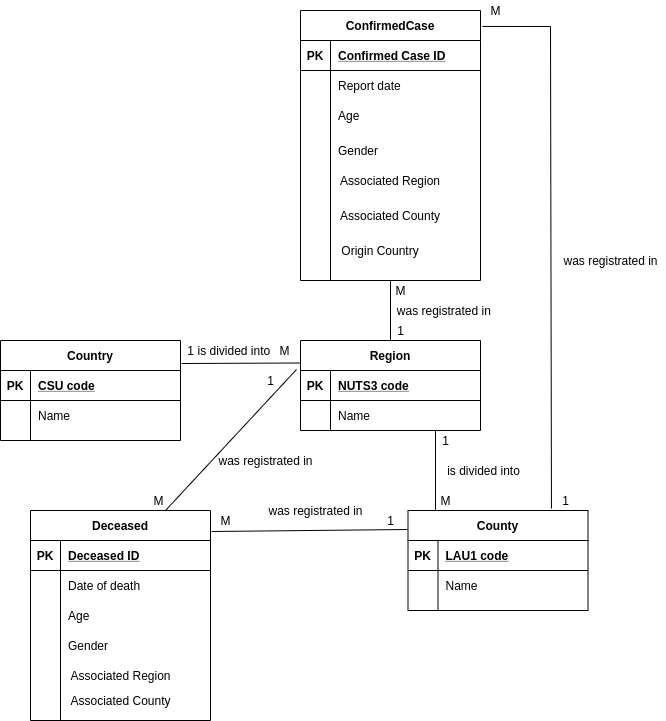 M
ConfirmedCase
PK Confirmed Case ID
Report date
Age
Gender
Associated Region
Associated County
Origin Country
was registrated in
M
was registrated in
1
Country
1 is divided into M
Region
PK CSU code
1
PK NUTS3 code
Name
Name
1
was registrated in
is divided into
M
M
1
was registrated in
M
1
Deceased
County
PK Deceased ID
PK LAU1 code
Date of death
Name
Age
Gender
Associated Region
Associated County